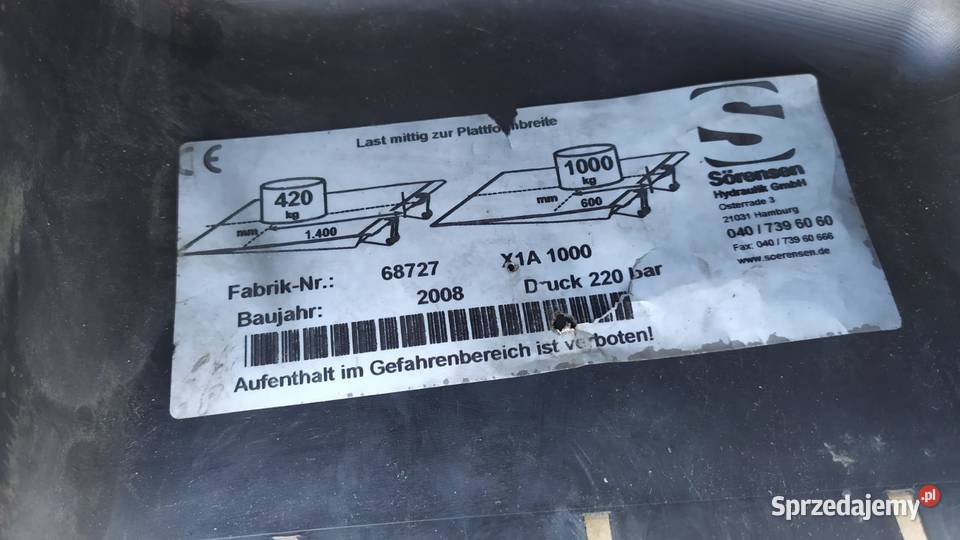 CE
Last mittig zur Plattformbreite
420
kg
mm
1.400
1000
kg
mm
600
S
Sörensen
Hydraulik GmbH
Osterrade 3
21031 Hamburg
040 / 739 60 60
Fax: 040 / 739 60 666
www.soerensen.de
Fabrik-Nr.: 68727 X1A 1000
Baujahr: 2008 Druck 220 bar
Aufenthalt im Gefahrenbereich ist verboten!
Sprzedajemy.pl